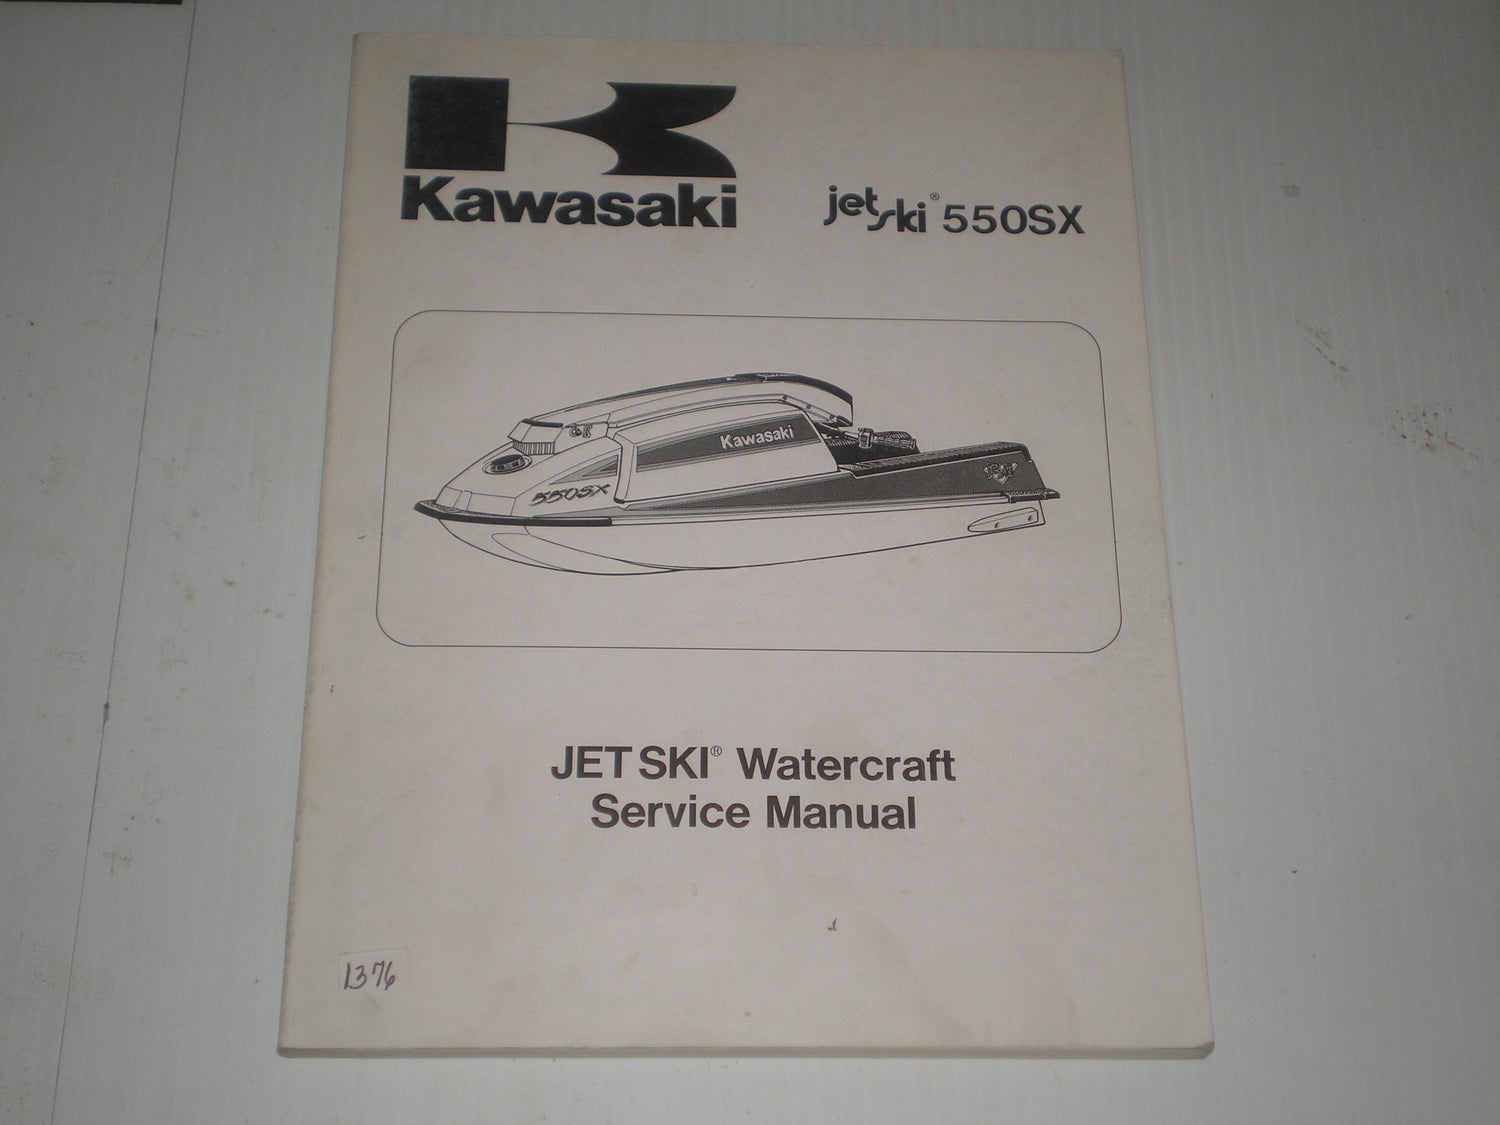 Kawasaki
jet ski® 550SX
Kawasaki
550SX
JET SKI® Watercraft
Service Manual
1376